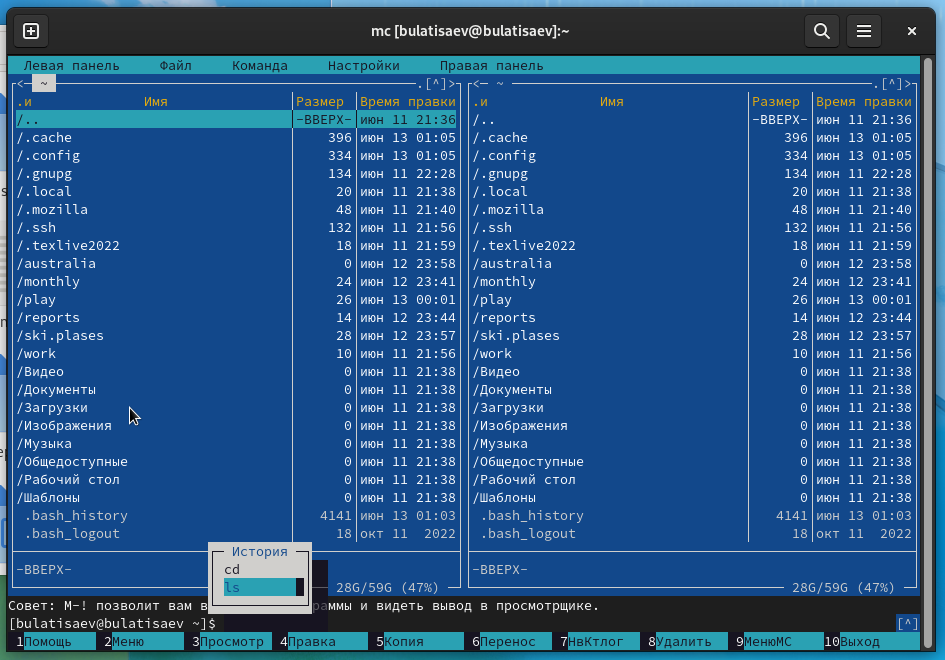 mc [bulatisaev@bulatisaev]:~
Левая панель Файл Команда Настройки Правая панель
<─ ~ .[^]> <─ ~ .[^]>
.и Имя Размер Время правки .и Имя Размер Время правки
/.. -ВВЕРХ- июн 11 21:36 /.. -ВВЕРХ- июн 11 21:36
/.cache 396 июн 13 01:05 /.cache 396 июн 13 01:05
/.config 334 июн 13 01:05 /.config 334 июн 13 01:05
/.gnupg 134 июн 11 22:28 /.gnupg 134 июн 11 22:28
/.local 20 июн 11 21:38 /.local 20 июн 11 21:38
/.mozilla 48 июн 11 21:40 /.mozilla 48 июн 11 21:40
/.ssh 132 июн 11 21:56 /.ssh 132 июн 11 21:56
/.texlive2022 18 июн 11 21:59 /.texlive2022 18 июн 11 21:59
/australia 0 июн 12 23:58 /australia 0 июн 12 23:58
/monthly 24 июн 12 23:41 /monthly 24 июн 12 23:41
/play 26 июн 13 00:01 /play 26 июн 13 00:01
/reports 14 июн 12 23:44 /reports 14 июн 12 23:44
/ski.plases 28 июн 12 23:57 /ski.plases 28 июн 12 23:57
/work 10 июн 11 21:56 /work 10 июн 11 21:56
/Видео 0 июн 11 21:38 /Видео 0 июн 11 21:38
/Документы 0 июн 11 21:38 /Документы 0 июн 11 21:38
/Загрузки 0 июн 11 21:38 /Загрузки 0 июн 11 21:38
/Изображения 0 июн 11 21:38 /Изображения 0 июн 11 21:38
/Музыка 0 июн 11 21:38 /Музыка 0 июн 11 21:38
/Общедоступные 0 июн 11 21:38 /Общедоступные 0 июн 11 21:38
/Рабочий стол 0 июн 11 21:38 /Рабочий стол 0 июн 11 21:38
/Шаблоны 0 июн 11 21:38 /Шаблоны 0 июн 11 21:38
.bash_history 4141 июн 13 01:03 .bash_history 4141 июн 13 01:03
.bash_logout 18 окт 11 2022 .bash_logout 18 окт 11 2022
История
-ВВЕРХ- cd -ВВЕРХ-
ls 28G/59G (47%) 28G/59G (47%)
Совет: M-! позволит вам в раммы и видеть вывод в просмотрщике.
[bulatisaev@bulatisaev ~]$ [^]
1Помощь 2Меню 3Просмотр 4Правка 5Копия 6Перенос 7НвКтлог 8Удалить 9МенюМС 10Выход